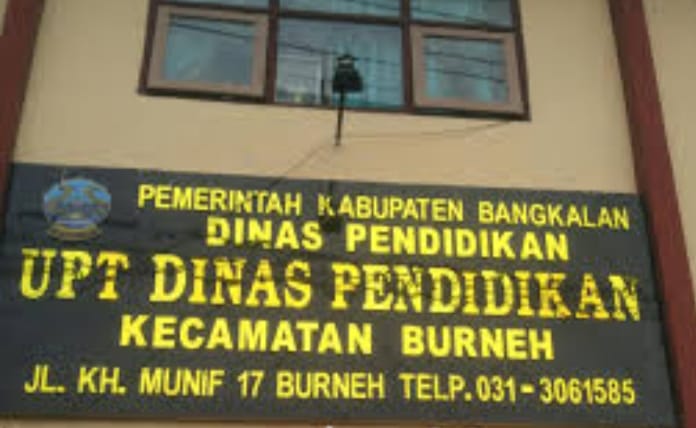 PEMERINTAH KABUPATEN BANGKALAN
DINAS PENDIDIKAN
UPT DINAS PENDIDIKAN
KECAMATAN BURNEH
JL. KH. MUNIF 17 BURNEH TELP. 031-3061585